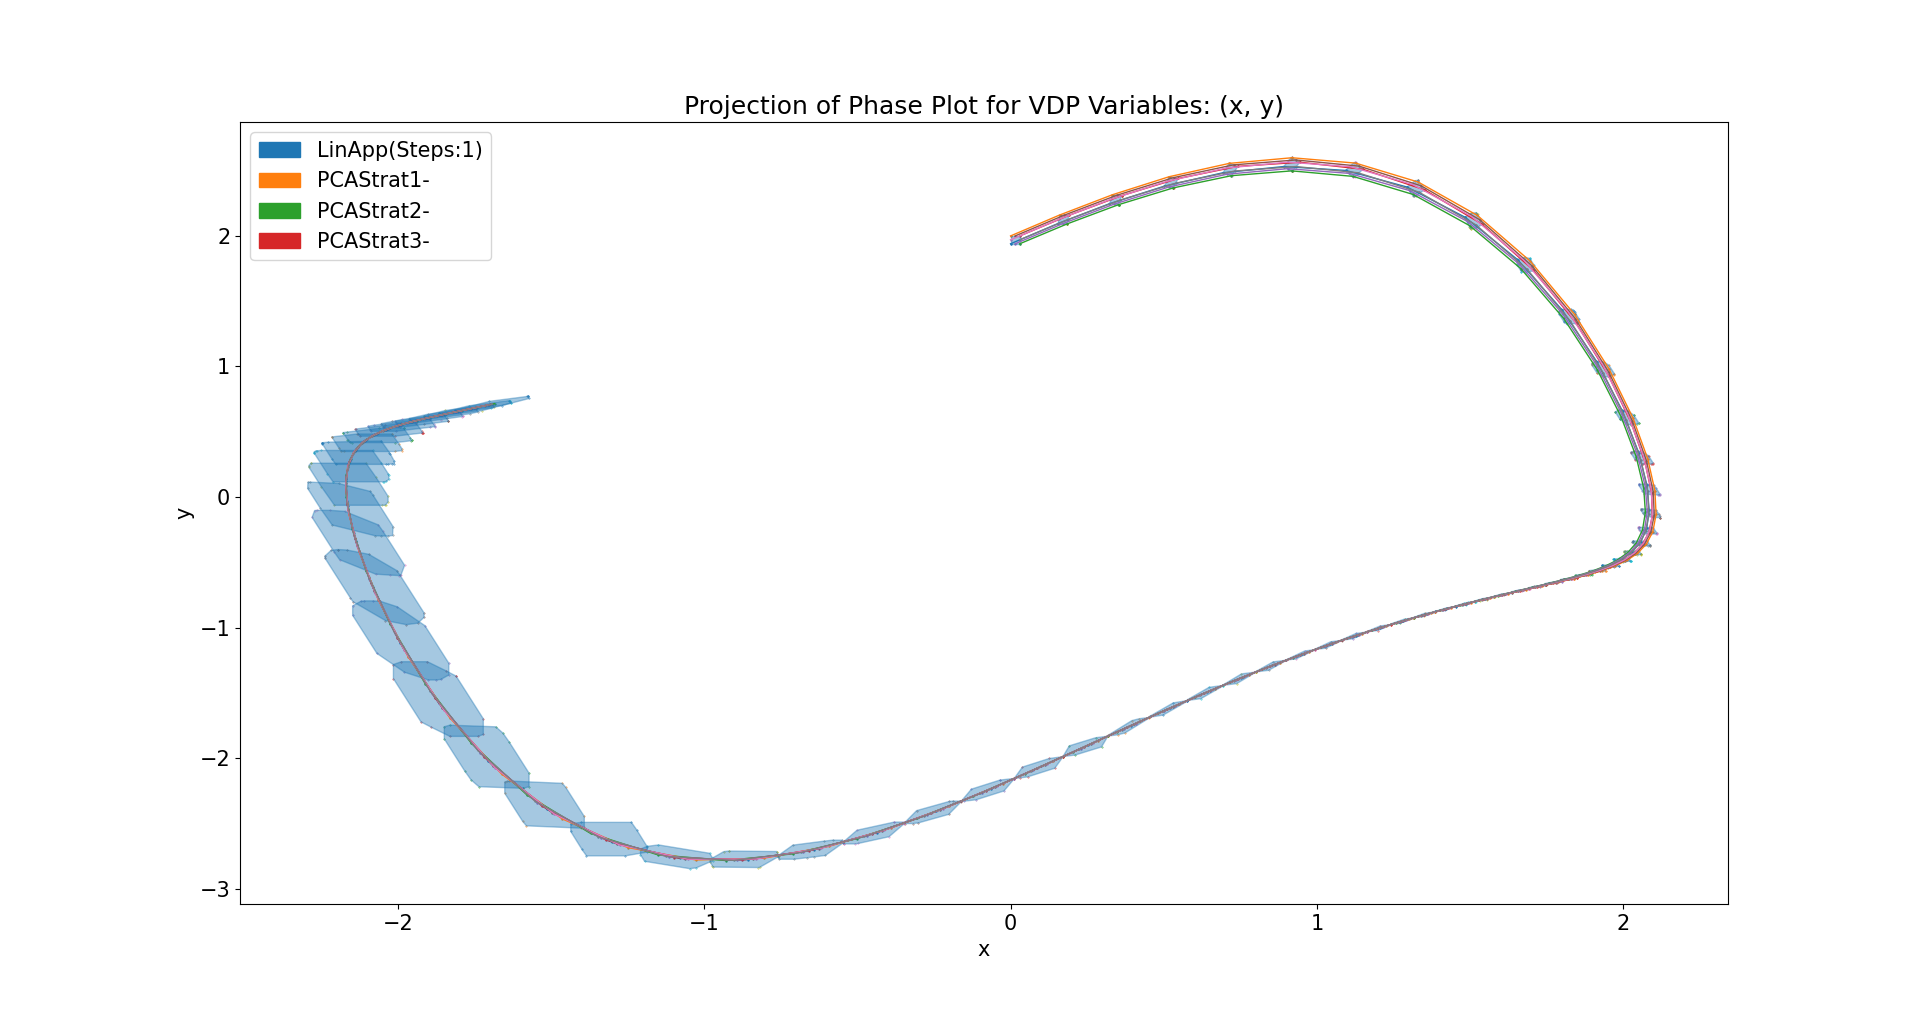 Projection of Phase Plot for VDP Variables: (x, y)
LinApp(Steps:1)
PCAStrat1-
PCAStrat2-
PCAStrat3-
2
1
0
−1
−2
−3
y
−2 −1 0 1 2
x